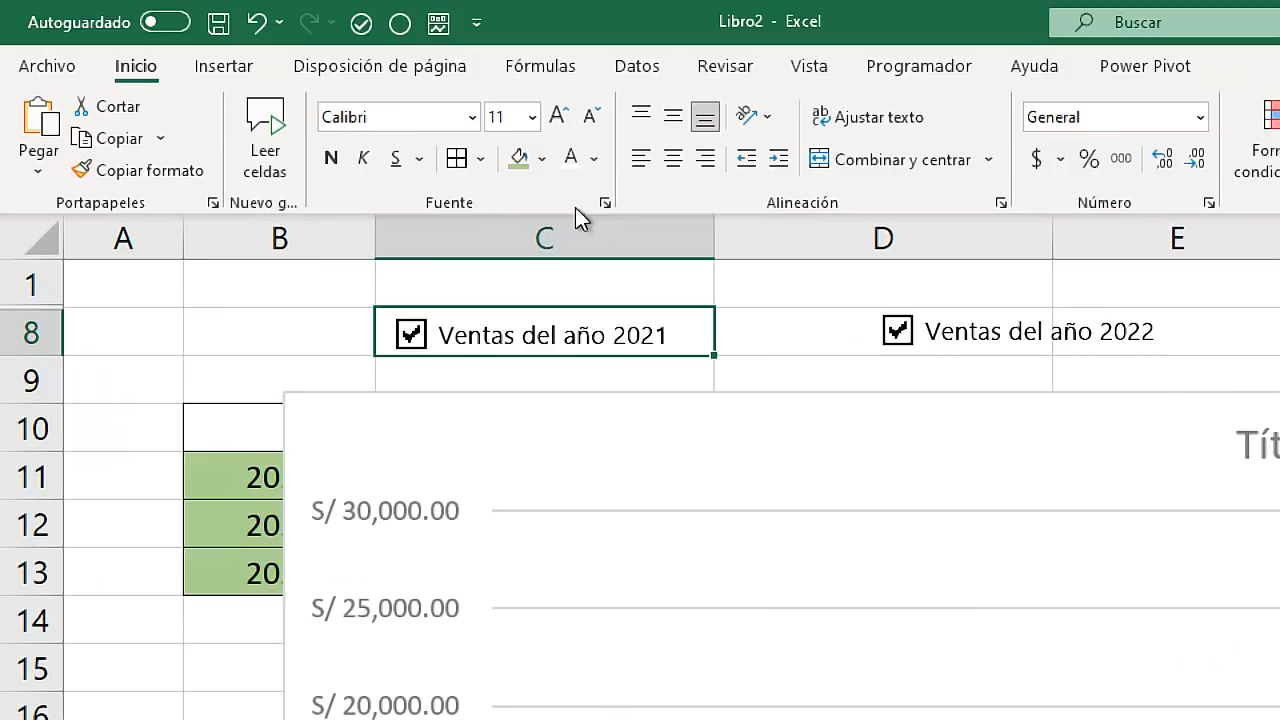 Autoguardado
Libro2 - Excel
Buscar
Archivo Inicio Insertar Disposición de página Fórmulas Datos Revisar Vista Programador Ayuda Power Pivot
Pegar
Cortar
Copiar
Copiar formato
Portapapeles
Leer
celdas
Nuevo g...
Calibri 11
N K S A
Fuente
Ajustar texto
Combinar y centrar
Alineación
General
$ % 000
Número
A B C D E
1
8 Ventas del año 2021 Ventas del año 2022
9
10
11
12
13
14
15
16
S/ 30,000.00
S/ 25,000.00
S/ 20,000.00